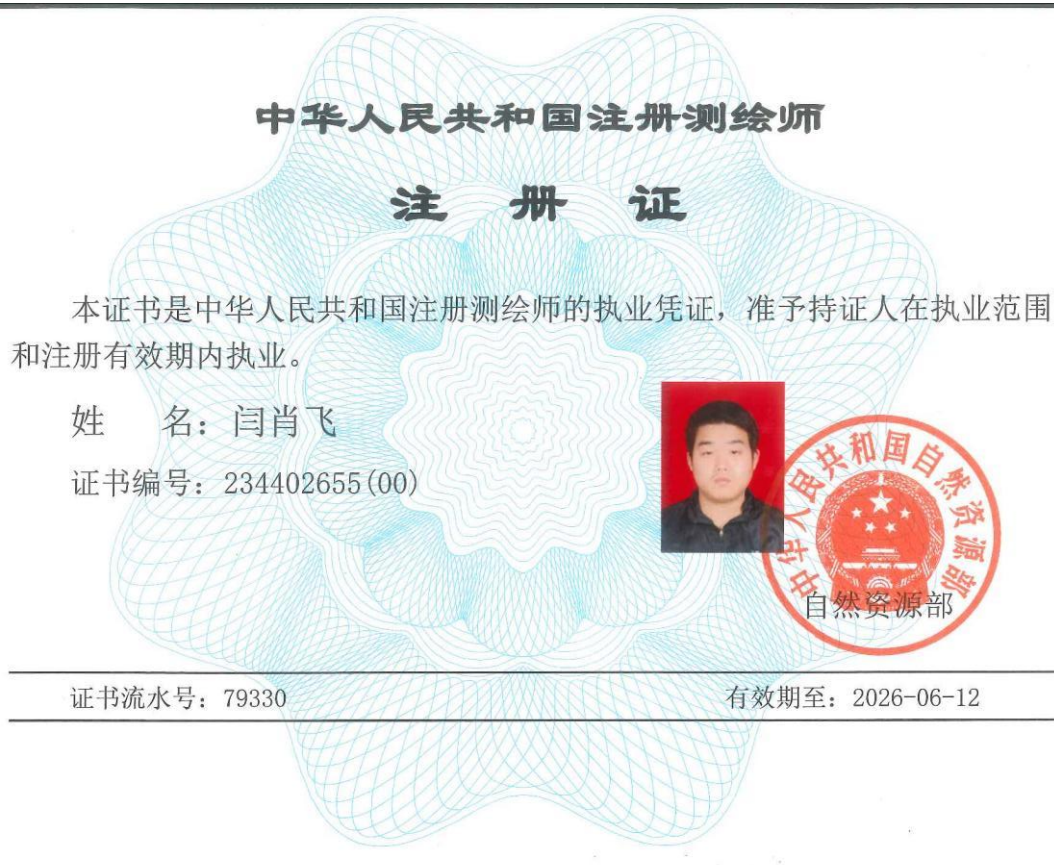 中华人民共和国注册测绘师
注 册 证
本证书是中华人民共和国注册测绘师的执业凭证，准予持证人在执业范围
和注册有效期内执业。
姓 名：闫肖飞
证书编号：234402655(00)
中华人民共和国自然资源部
自然资源部
证书流水号：79330
有效期至：2026-06-12